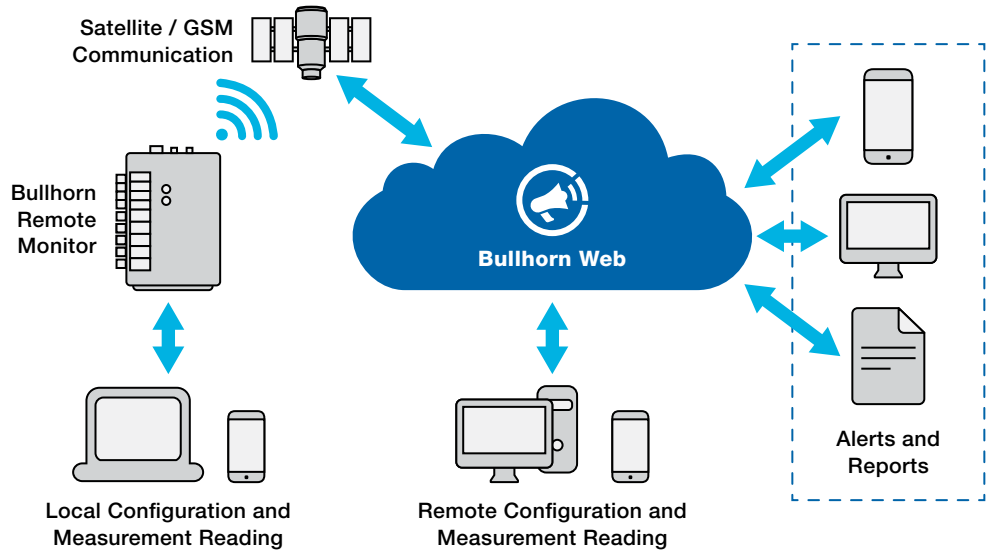 Satellite / GSM
Communication
Bullhorn
Remote
Monitor
Bullhorn Web
Alerts and
Reports
Local Configuration and
Measurement Reading
Remote Configuration and
Measurement Reading